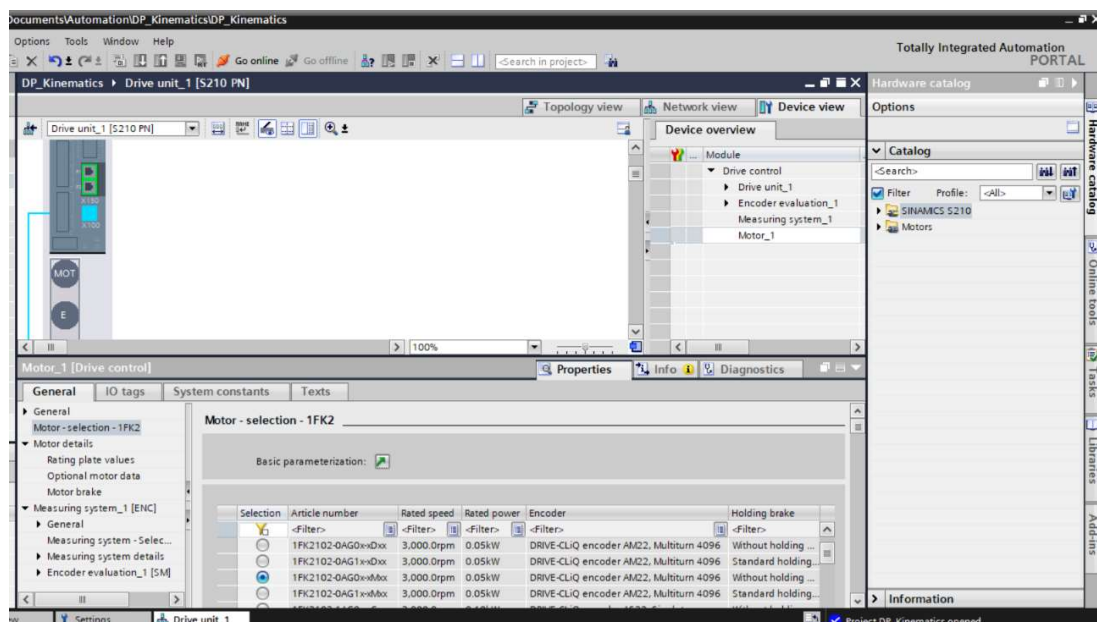 Documents\Automation\DP_Kinematics\DP_Kinematics
Options Tools Window Help
Totally Integrated Automation
PORTAL
Go online Go offline <Search in project>
DP_Kinematics Drive unit_1 [S210 PN]
Hardware catalog
Topology view Network view Device view
Options
Drive unit_1 [S210 PN]
Device overview
... Module
Drive control
Drive unit_1
Encoder evaluation_1
Measuring system_1
Motor_1
X150
X100
MOT
E
100%
Catalog
<Search>
Filter Profile: <All>
SINAMICS S210
Motors
Hardware catalog
Online tools
Tasks
Libraries
Add-ins
Motor_1 [Drive control]
Properties Info Diagnostics
General IO tags System constants Texts
General
Motor - selection - 1FK2
Motor details
Rating plate values
Optional motor data
Motor brake
Measuring system_1 [ENC]
General
Measuring system - Selec...
Measuring system details
Encoder evaluation_1 [SM]
Motor - selection - 1FK2
Basic parameterization:
Selection Article number Rated speed Rated power Encoder Holding brake
<Filter> <Filter> <Filter> <Filter> <Filter>
1FK2102-0AG0x-xDxx 3,000.0rpm 0.05kW DRIVE-CLiQ encoder AM22, Multiturn 4096 Without holding ...
1FK2102-0AG1x-xDxx 3,000.0rpm 0.05kW DRIVE-CLiQ encoder AM22, Multiturn 4096 Standard holding...
1FK2102-0AG0x-xMxx 3,000.0rpm 0.05kW DRIVE-CLiQ encoder AM22, Multiturn 4096 Without holding ...
1FK2102-0AG1x-xMxx 3,000.0rpm 0.05kW DRIVE-CLiQ encoder AM22, Multiturn 4096 Standard holding...
Information
Settings Drive unit_1
Project DP_Kinematics opened